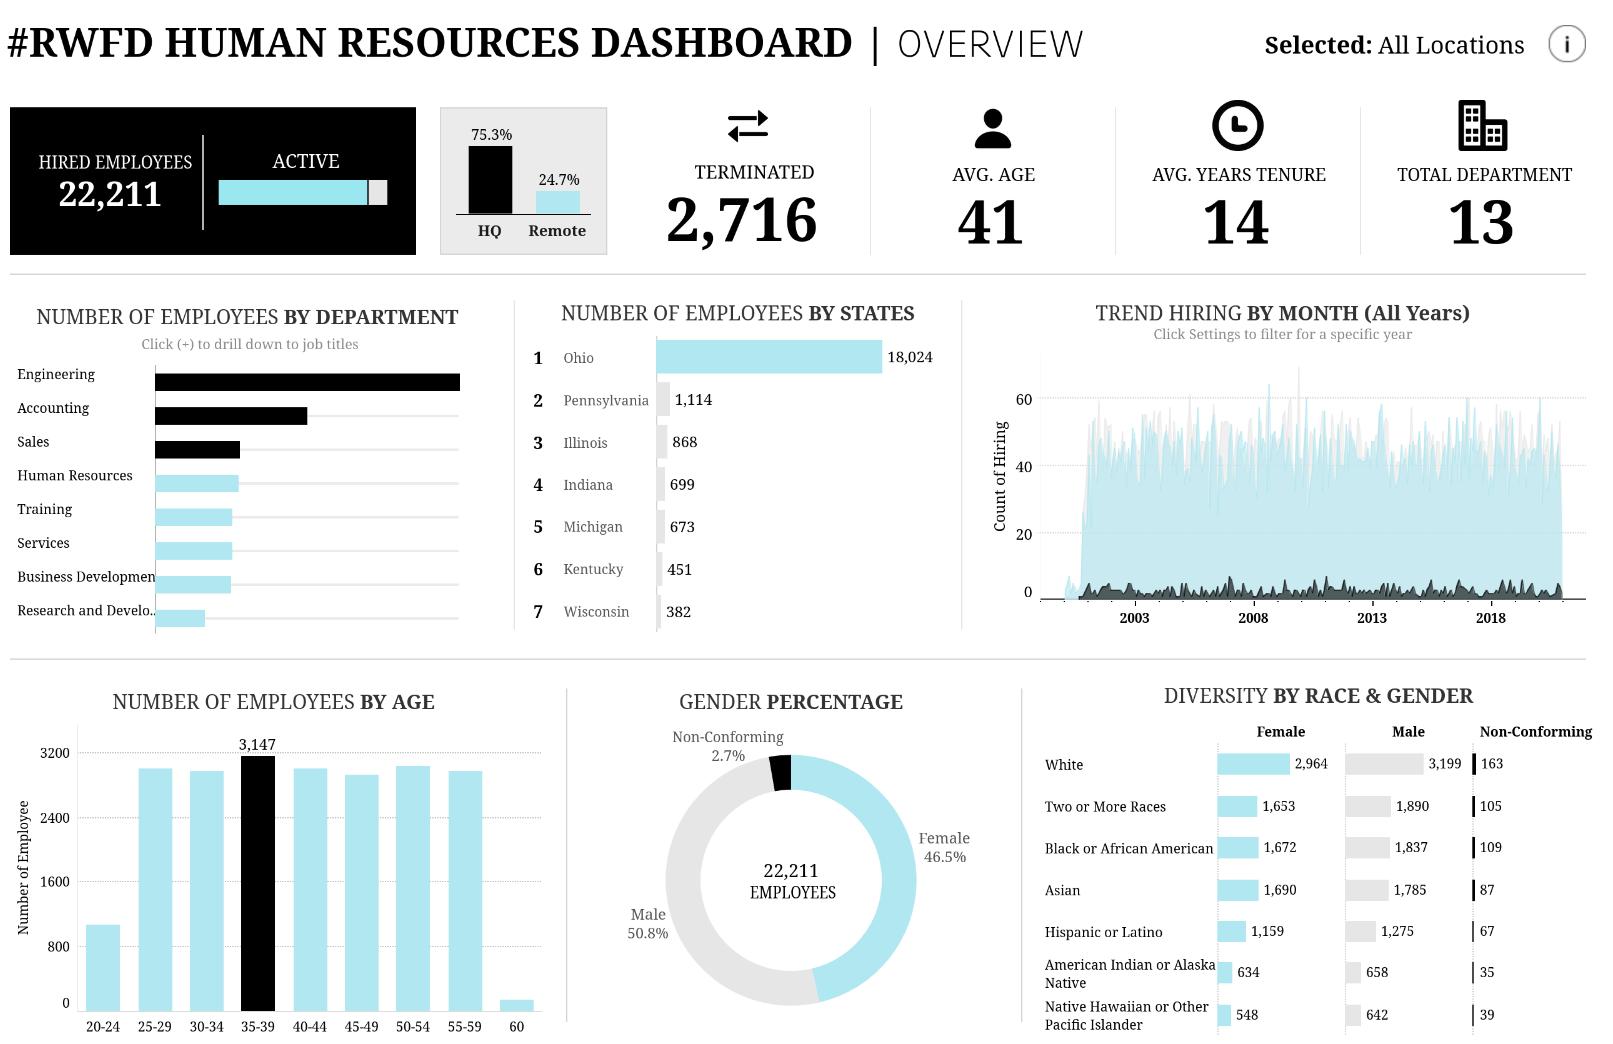 #RWFD HUMAN RESOURCES DASHBOARD | OVERVIEW
Selected: All Locations
i
HIRED EMPLOYEES
22,211
ACTIVE
75.3%
24.7%
HQ Remote
TERMINATED
2,716
AVG. AGE
41
AVG. YEARS TENURE
14
TOTAL DEPARTMENT
13
NUMBER OF EMPLOYEES BY DEPARTMENT
Click (+) to drill down to job titles
Engineering
Accounting
Sales
Human Resources
Training
Services
Business Developmen
Research and Develo..
NUMBER OF EMPLOYEES BY STATES
1 Ohio 18,024
2 Pennsylvania 1,114
3 Illinois 868
4 Indiana 699
5 Michigan 673
6 Kentucky 451
7 Wisconsin 382
TREND HIRING BY MONTH (All Years)
Click Settings to filter for a specific year
Count of Hiring
60
40
20
0
2003 2008 2013 2018
NUMBER OF EMPLOYEES BY AGE
Number of Employee
3,147
3200
2400
1600
800
0
20-24 25-29 30-34 35-39 40-44 45-49 50-54 55-59 60
GENDER PERCENTAGE
Non-Conforming
2.7%
Female
46.5%
22,211
EMPLOYEES
Male
50.8%
DIVERSITY BY RACE & GENDER
Female Male Non-Conforming
White 2,964 3,199 163
Two or More Races 1,653 1,890 105
Black or African American 1,672 1,837 109
Asian 1,690 1,785 87
Hispanic or Latino 1,159 1,275 67
American Indian or Alaska
Native 634 658 35
Native Hawaiian or Other
Pacific Islander 548 642 39